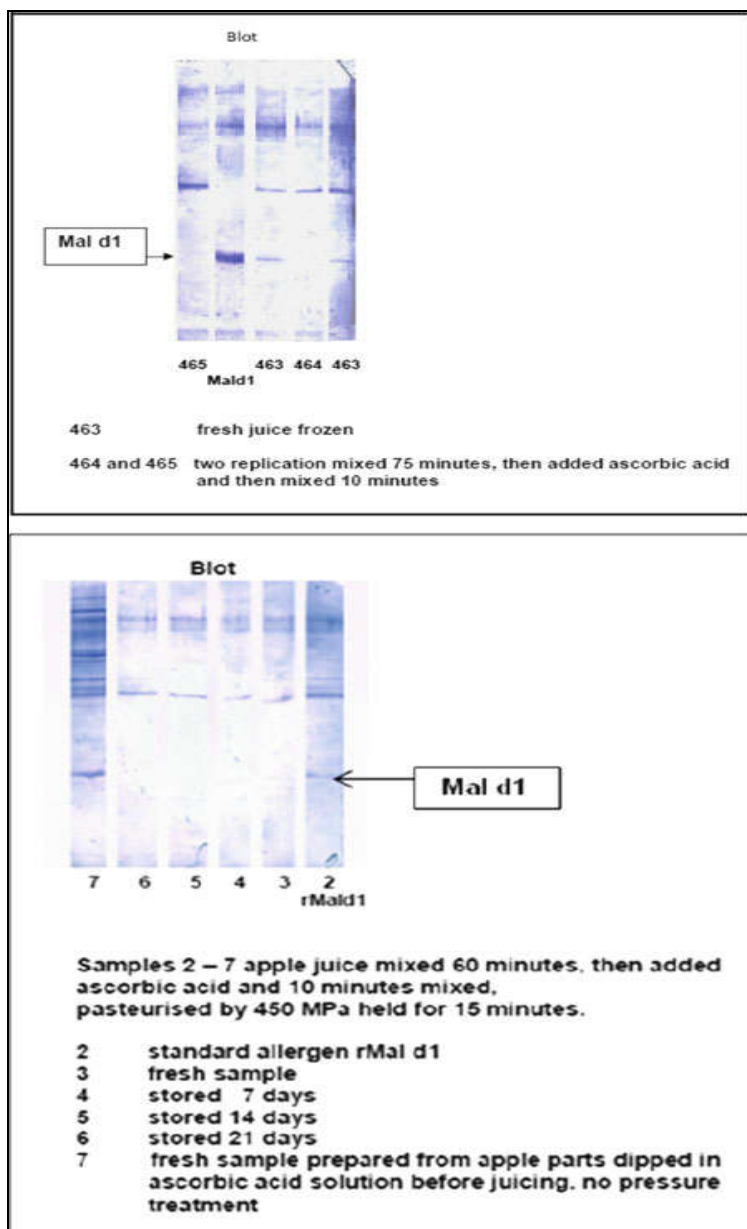 Blot
Mal d1
465 463 464 463
Mald1
463 fresh juice frozen
464 and 465 two replication mixed 75 minutes, then added ascorbic acid
and then mixed 10 minutes
Blot
Mal d1
7 6 5 4 3 2
rMald1
Samples 2 – 7 apple juice mixed 60 minutes, then added
ascorbic acid and 10 minutes mixed,
pasteurised by 450 MPa held for 15 minutes.
2 standard allergen rMal d1
3 fresh sample
4 stored 7 days
5 stored 14 days
6 stored 21 days
7 fresh sample prepared from apple parts dipped in
ascorbic acid solution before juicing. no pressure
treatment